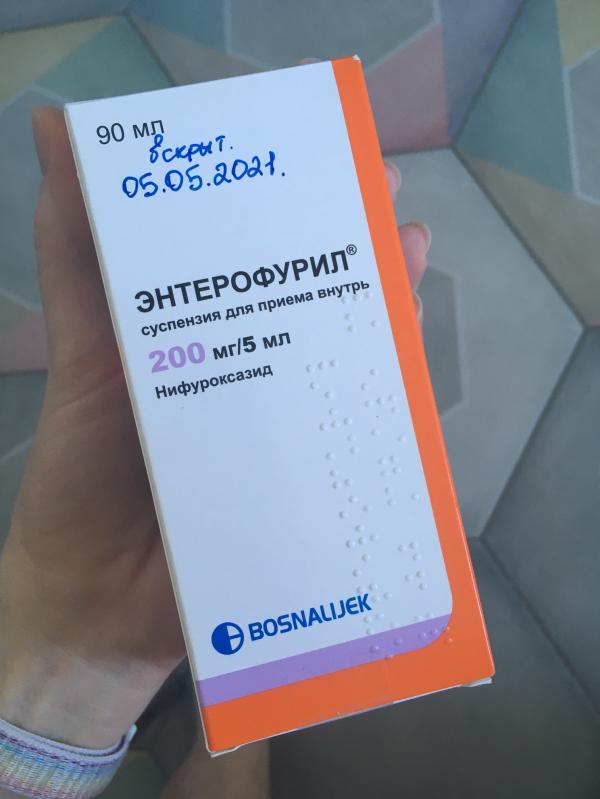 90 мл
вскрыт.
05.05.2021.
ЭНТЕРОФУРИЛ®
суспензия для приема внутрь
200 мг/5 мл
Нифуроксазид
BOSNALIJEK